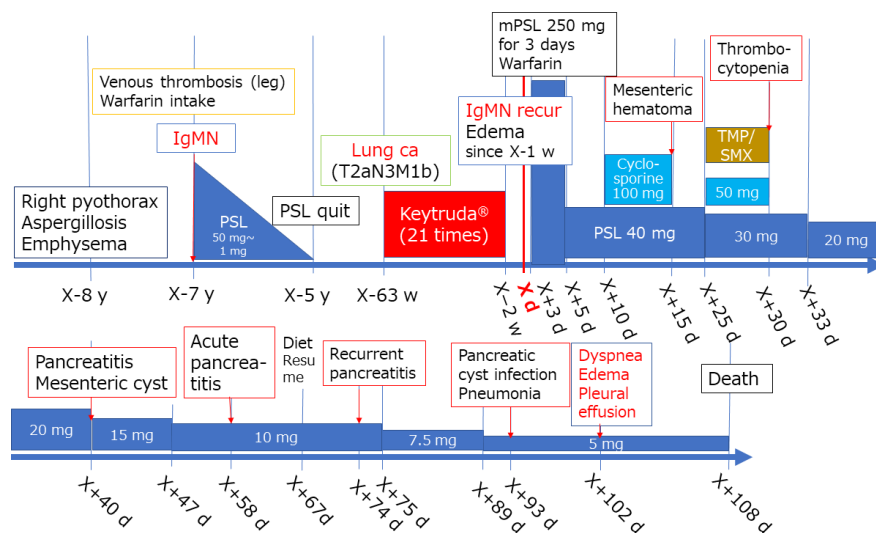 mPSL 250 mg
for 3 days
Warfarin
Thrombo-
cytopenia
Venous thrombosis (leg)
Warfarin intake
Mesenteric
hematoma
IgMN
IgMN recur
Edema
since X-1 w
Lung ca
(T2aN3M1b)
TMP/
SMX
Cyclo-
sporine
100 mg
50 mg
Right pyothorax
Aspergillosis
Emphysema
PSL
50 mg~
1 mg
PSL quit
Keytruda®
(21 times)
PSL 40 mg
30 mg
20 mg
X-8 y
X-7 y
X-5 y
X-63 w
X-2 w
X d
X+3 d
X+5 d
X+10 d
X+15 d
X+25 d
X+30 d
X+33 d
Pancreatitis
Mesenteric cyst
Acute
pancrea-
titis
Diet
Resu
me
Recurrent
pancreatitis
Pancreatic
cyst infection
Pneumonia
Dyspnea
Edema
Pleural
effusion
Death
20 mg
15 mg
10 mg
7.5 mg
5 mg
X+40 d
X+47 d
X+58 d
X+67d
X+74 d
X+75 d
X+89 d
X+93 d
X+102 d
X+108 d